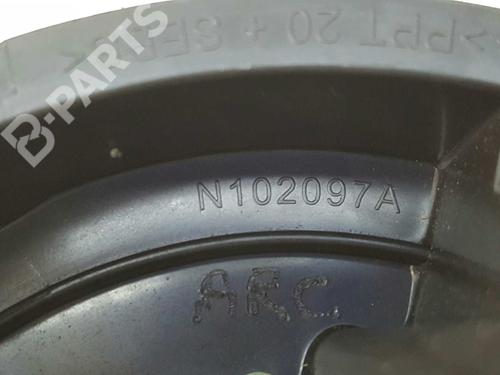 >PPT 20 + SE
B-PARTS
N102097A
ARC